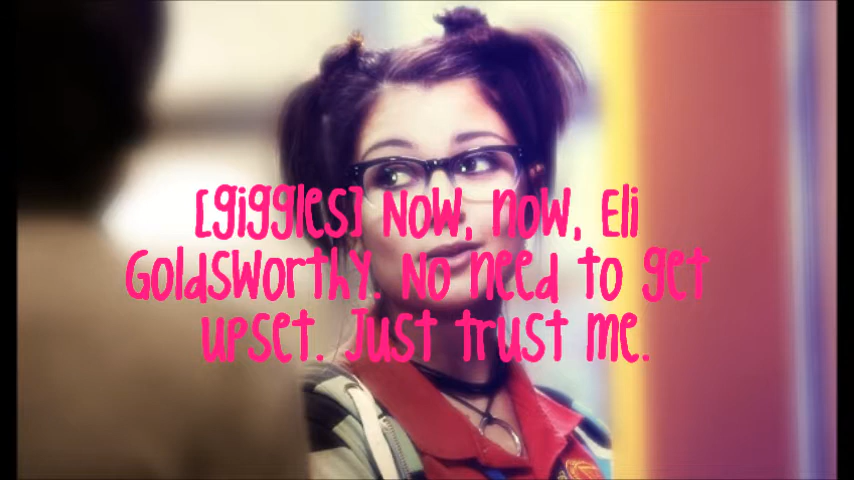 [giggles] Now, now, Eli
Goldsworthy. No need to get
upset. Just trust me.